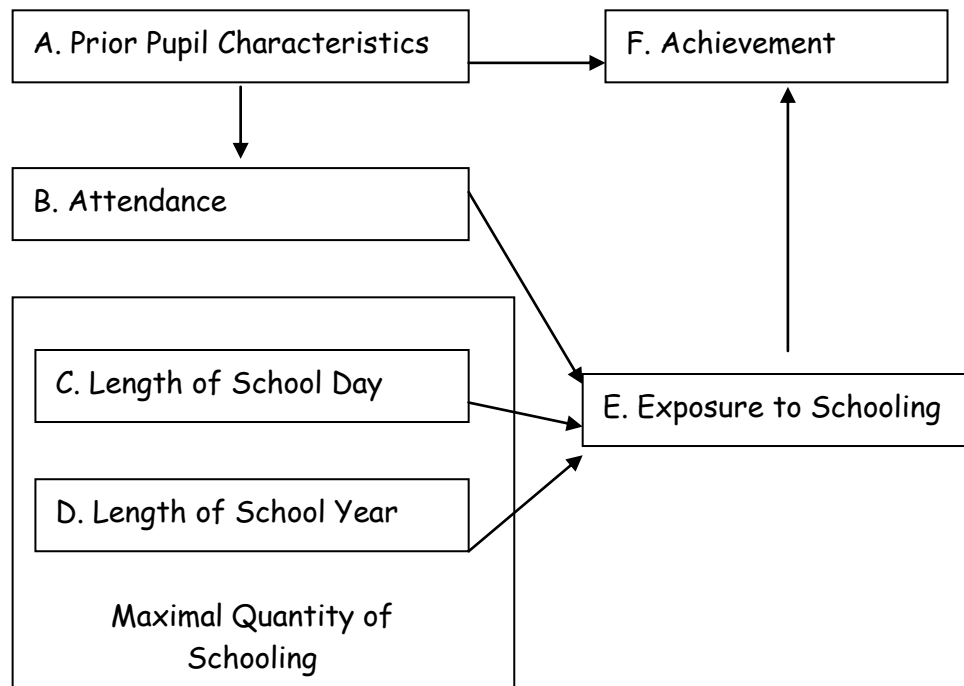 A. Prior Pupil Characteristics
F. Achievement
B. Attendance
C. Length of School Day
E. Exposure to Schooling
D. Length of School Year
Maximal Quantity of
Schooling